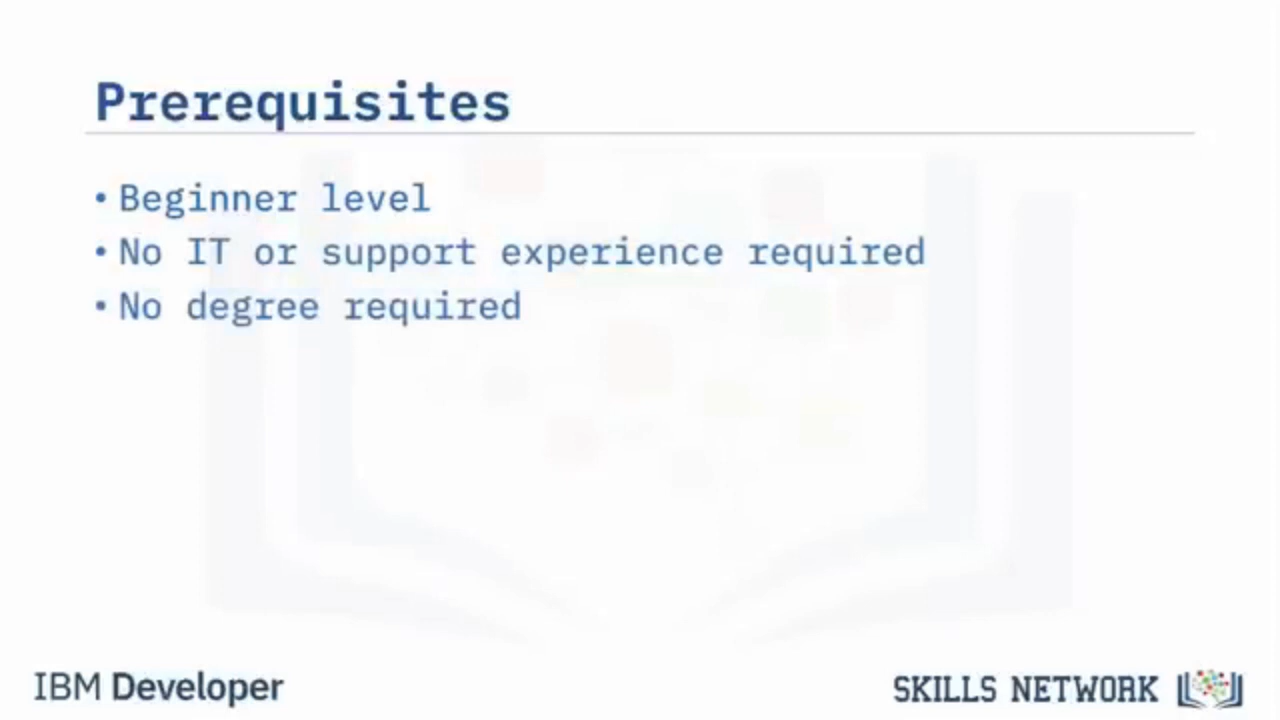 Prerequisites
• Beginner level
• No IT or support experience required
• No degree required
IBM Developer
SKILLS NETWORK